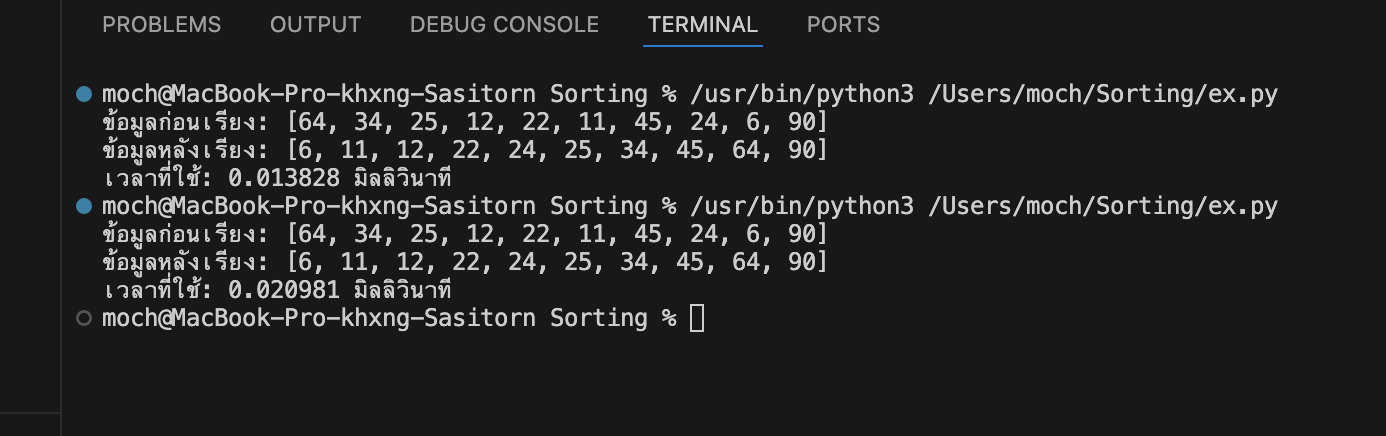 PROBLEMS OUTPUT DEBUG CONSOLE TERMINAL PORTS
moch@MacBook-Pro-khxng-Sasitorn Sorting % /usr/bin/python3 /Users/moch/Sorting/ex.py
ข้อมูลก่อนเรียง: [64, 34, 25, 12, 22, 11, 45, 24, 6, 90]
ข้อมูลหลังเรียง: [6, 11, 12, 22, 24, 25, 34, 45, 64, 90]
เวลาที่ใช้: 0.013828 มิลลิวินาที
moch@MacBook-Pro-khxng-Sasitorn Sorting % /usr/bin/python3 /Users/moch/Sorting/ex.py
ข้อมูลก่อนเรียง: [64, 34, 25, 12, 22, 11, 45, 24, 6, 90]
ข้อมูลหลังเรียง: [6, 11, 12, 22, 24, 25, 34, 45, 64, 90]
เวลาที่ใช้: 0.020981 มิลลิวินาที
moch@MacBook-Pro-khxng-Sasitorn Sorting %